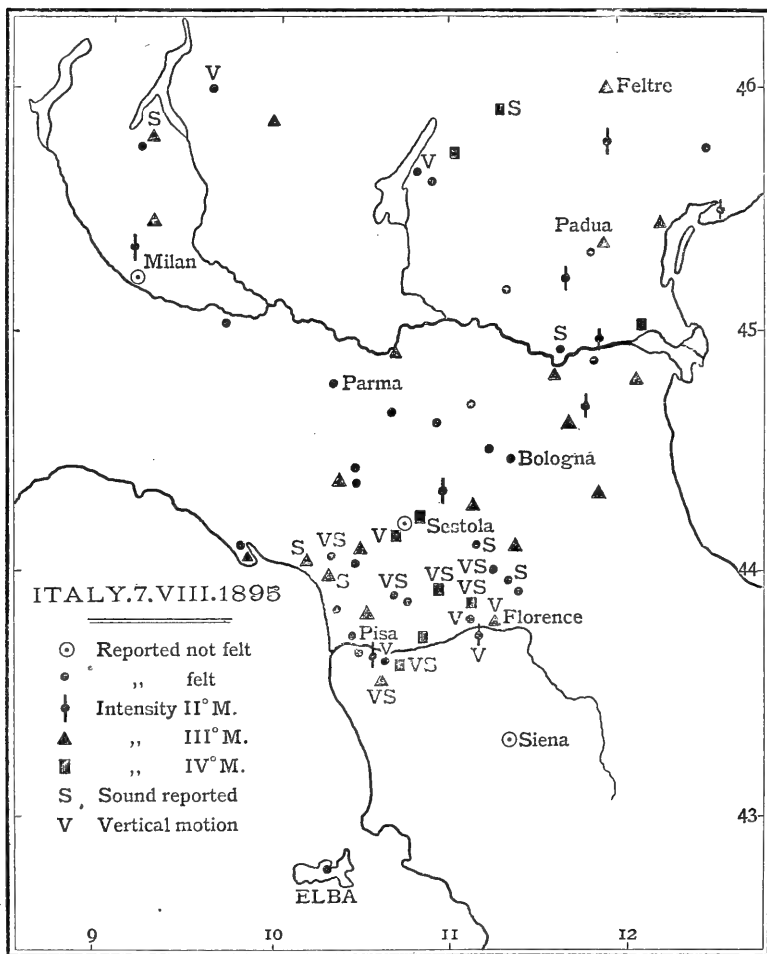 V
46
Feltre
S
S
V
Padua
Milan
S
45
Parma
Bologna
Sestola
V
VS
S
S
S
VS
VS
VS
VS
S
44
ITALY. 7. VIII. 1895
V
V
Florence
Pisa
V
VS
V
VS
Reported not felt
„ felt
Intensity II° M.
„ III° M.
„ IV° M.
S Sound reported
V Vertical motion
Siena
43
ELBA
9 10 11 12